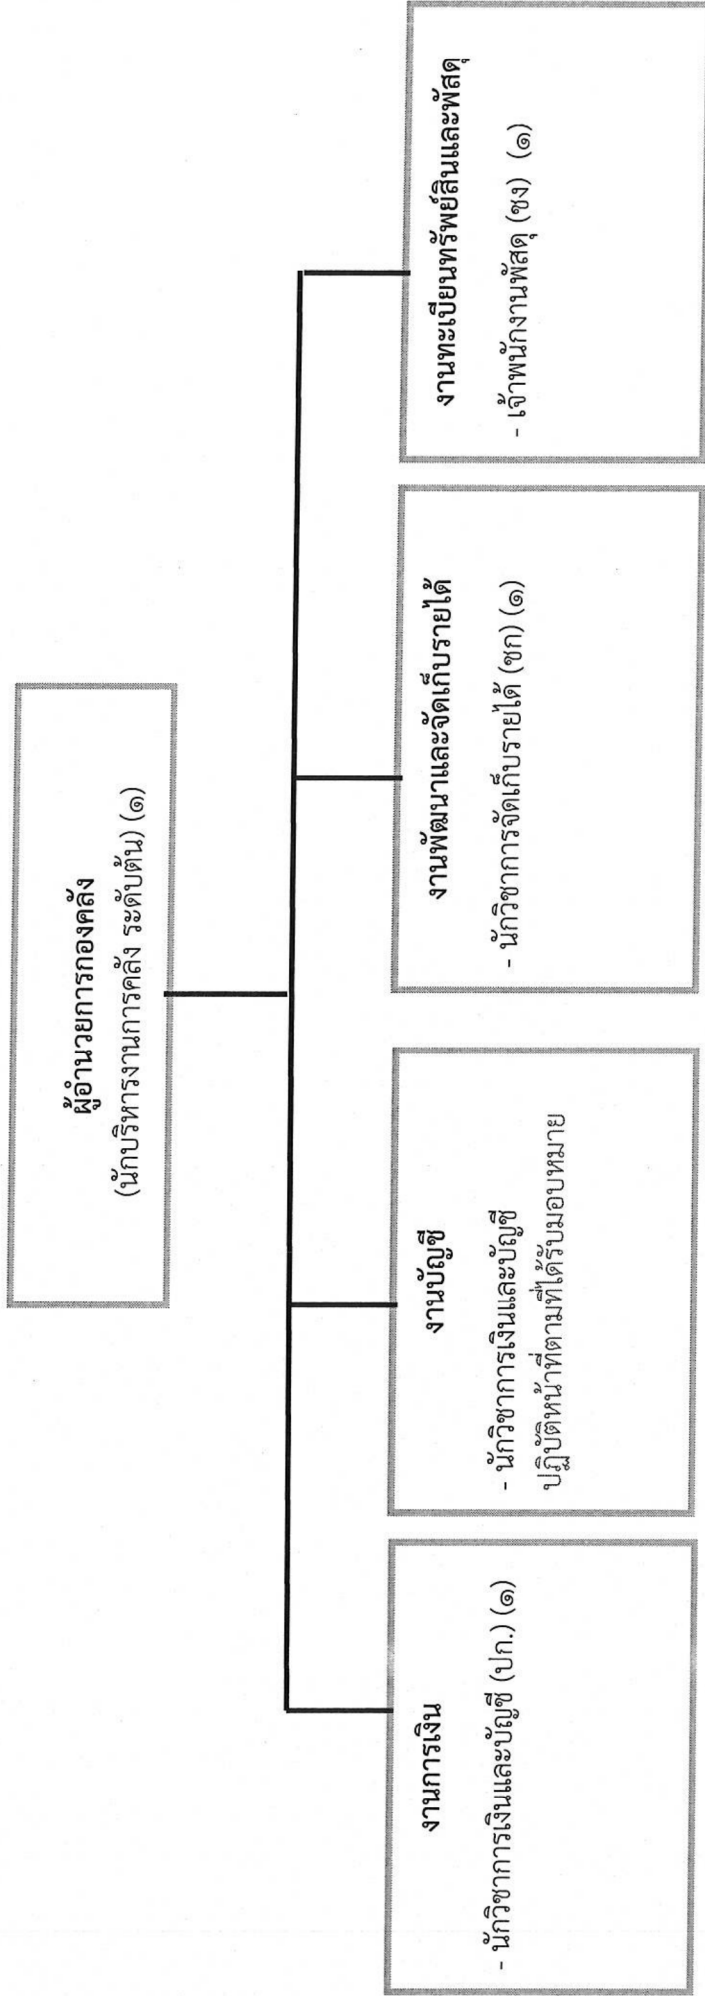 ผู้อำนวยการกองคลัง
(นักบริหารงานการคลัง ระดับต้น) (๑)
งานการเงิน
- นักวิชาการเงินและบัญชี (ปก.) (๑)
งานบัญชี
- นักวิชาการเงินและบัญชี
ปฏิบัติหน้าที่ตามที่ได้รับมอบหมาย
งานพัฒนาและจัดเก็บรายได้
- นักวิชาการจัดเก็บรายได้ (ชก) (๑)
งานทะเบียนทรัพย์สินและพัสดุ
- เจ้าพนักงานพัสดุ (ชง) (๑)